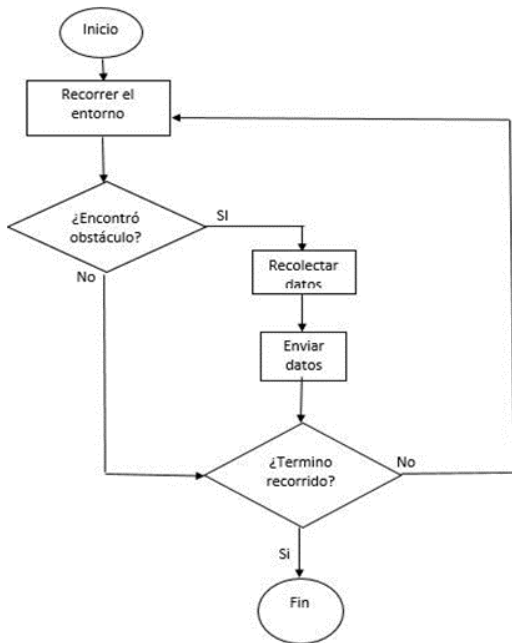 Inicio
Recorrer el
entorno
¿Encontró
obstáculo?
SI
No
Recolectar
datos
Enviar
datos
¿Termino
recorrido?
No
Si
Fin